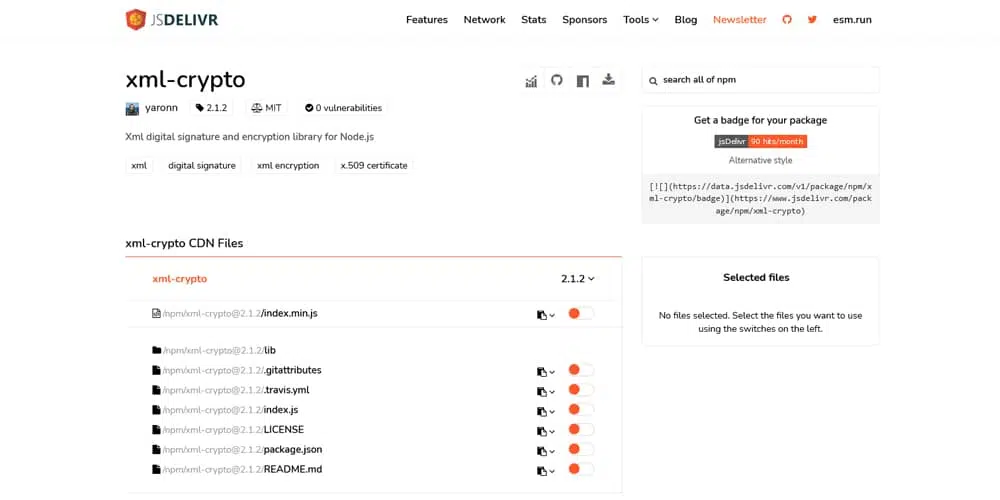 JSDELIVR
Features Network Stats Sponsors Tools Blog Newsletter esm.run
xml-crypto
yaronn 2.1.2 MIT 0 vulnerabilities
Xml digital signature and encryption library for Node.js
xml digital signature xml encryption x.509 certificate
search all of npm
Get a badge for your package
jsDelivr 90 hits/month
Alternative style
[![](https://data.jsdelivr.com/v1/package/npm/x
ml-crypto/badge)](https://www.jsdelivr.com/pack
age/npm/xml-crypto)
xml-crypto CDN Files
xml-crypto 2.1.2
/npm/xml-crypto@2.1.2/index.min.js
/npm/xml-crypto@2.1.2/lib
/npm/xml-crypto@2.1.2/.gitattributes
/npm/xml-crypto@2.1.2/.travis.yml
/npm/xml-crypto@2.1.2/index.js
/npm/xml-crypto@2.1.2/LICENSE
/npm/xml-crypto@2.1.2/package.json
/npm/xml-crypto@2.1.2/README.md
Selected files
No files selected. Select the files you want to
use using the switches on the left.